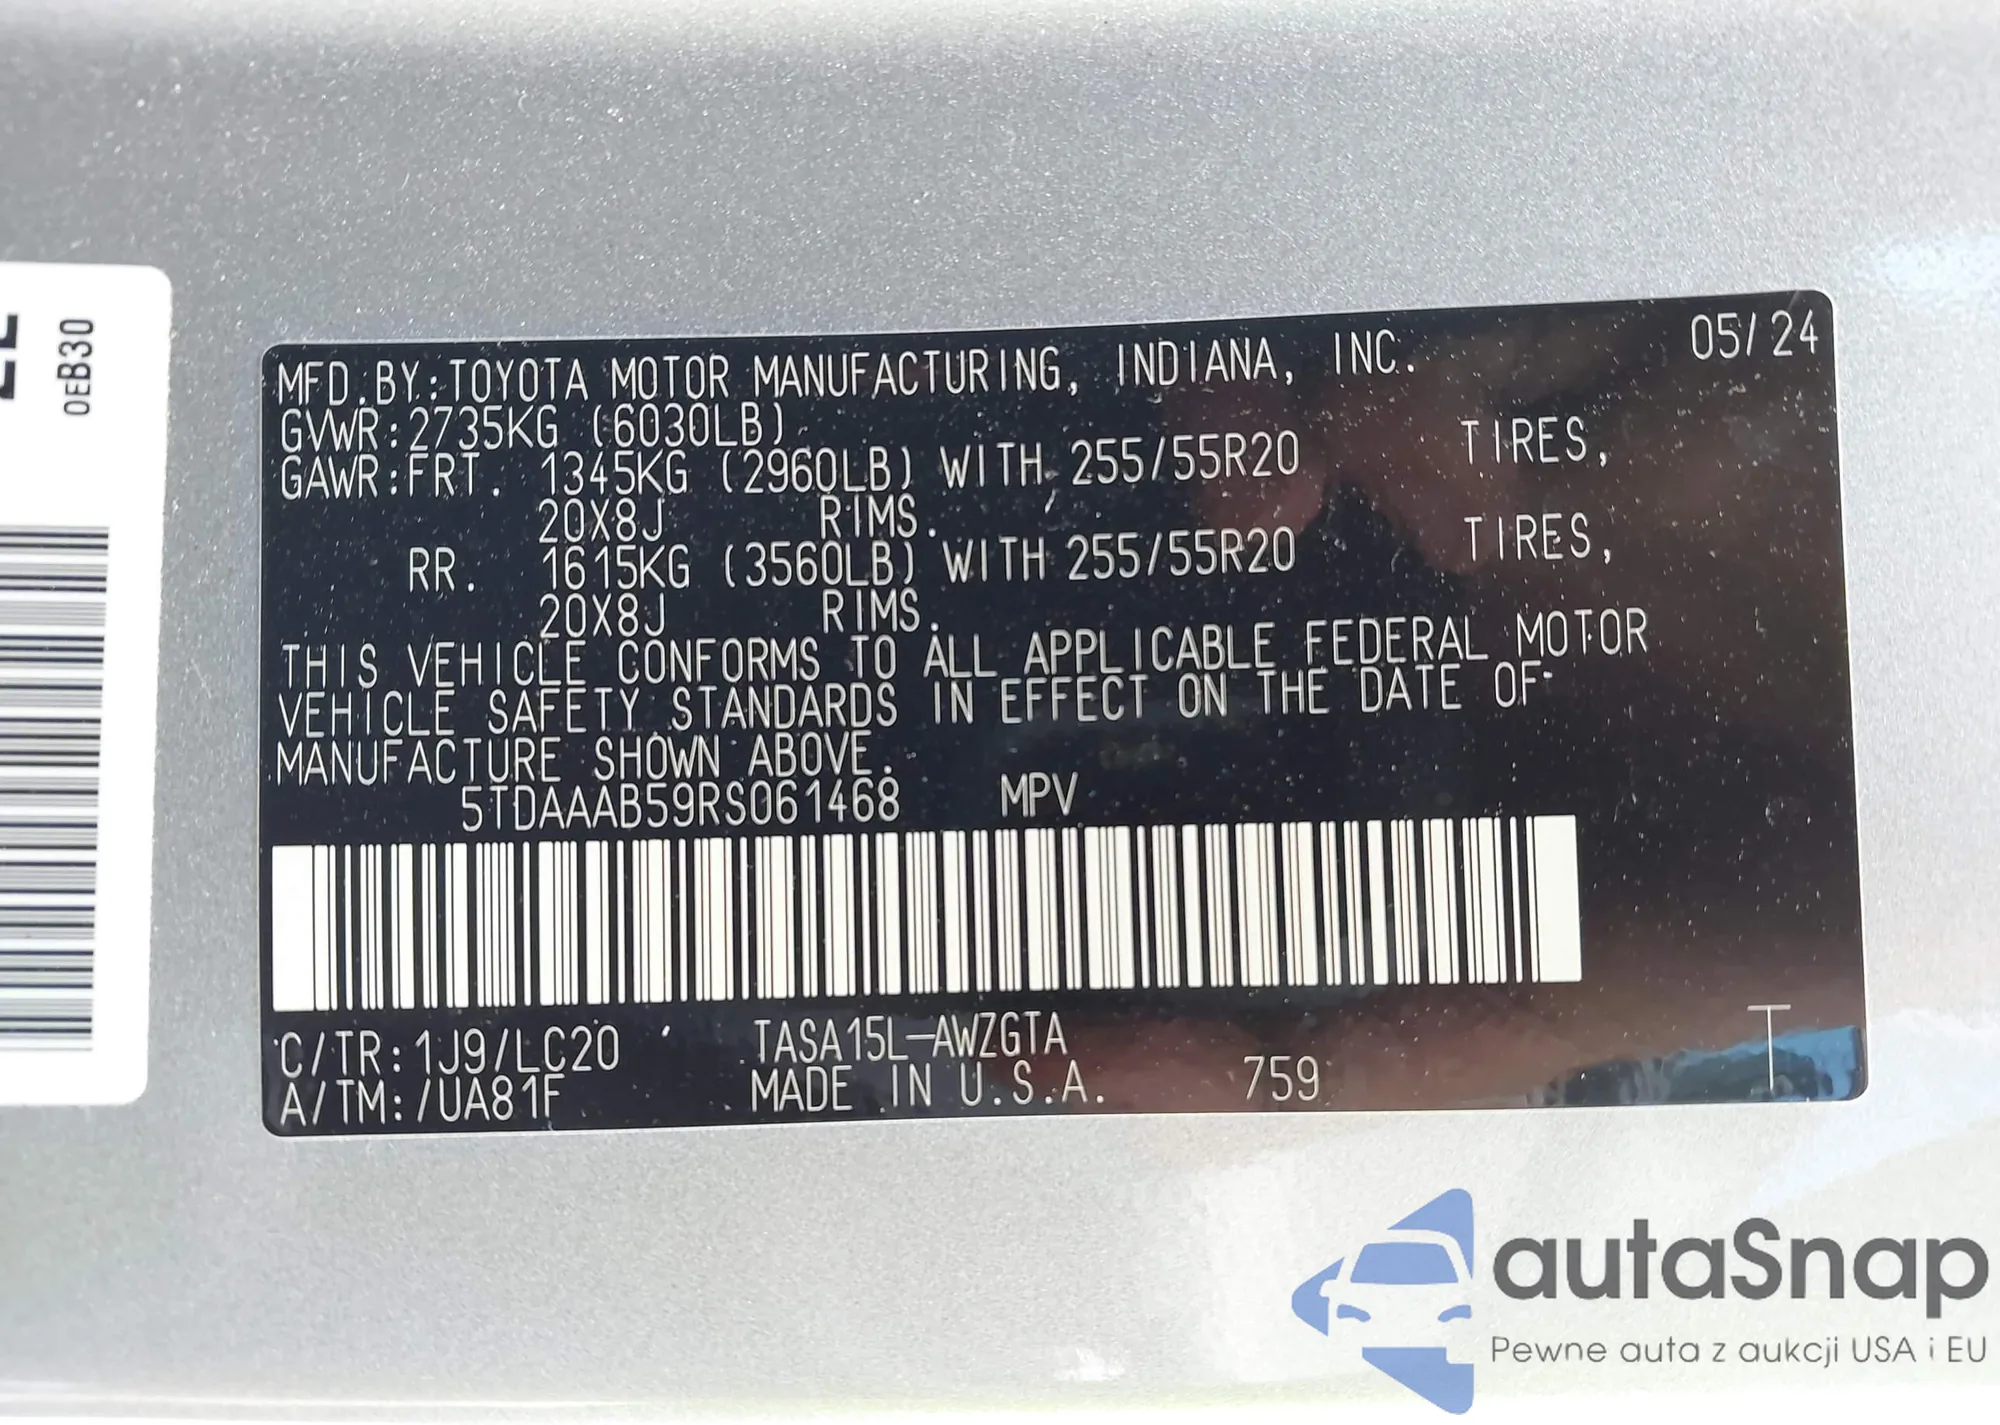 0EB30
MFD.BY:TOYOTA MOTOR MANUFACTURING, INDIANA, INC. 05/24
GVWR:2735KG (6030LB)
GAWR:FRT. 1345KG (2960LB) WITH 255/55R20 TIRES,
20X8J RIMS.
RR. 1615KG (3560LB) WITH 255/55R20 TIRES,
20X8J RIMS.
THIS VEHICLE CONFORMS TO ALL APPLICABLE FEDERAL MOTOR
VEHICLE SAFETY STANDARDS IN EFFECT ON THE DATE OF
MANUFACTURE SHOWN ABOVE.
5TDAAAB59RS061468 MPV
C/TR:1J9/LC20 TASA15L-AWZGTA
A/TM:/UA81F MADE IN U.S.A. 759 T
autaSnap
Pewne auta z aukcji USA i EU